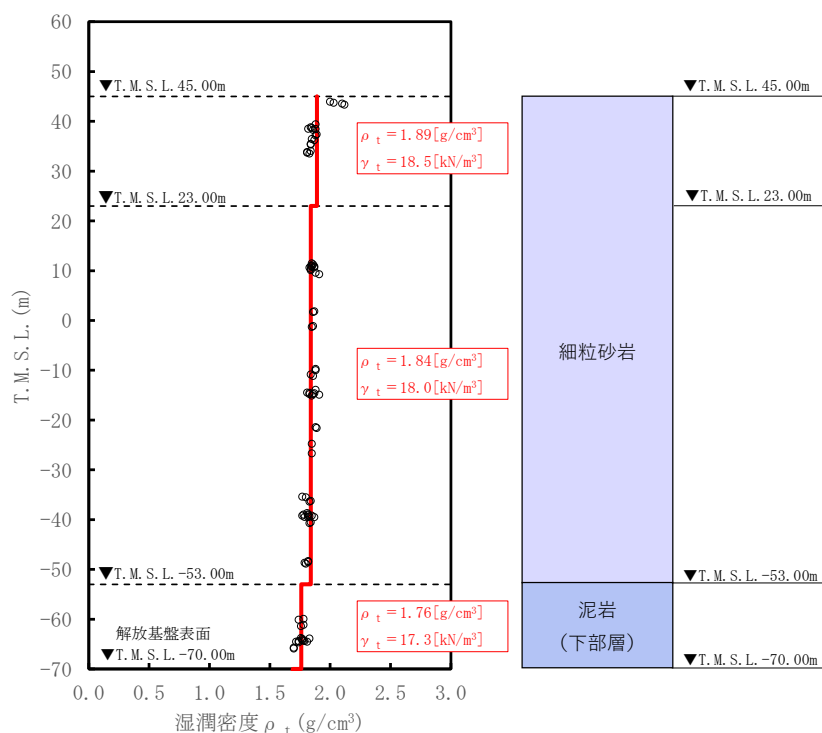 60
50
40
30
20
10
0
-10
-20
-30
-40
-50
-60
-70
T.M.S.L.(m)
▼T.M.S.L.45.00m
ρt=1.89[g/cm³]
γt=18.5[kN/m³]
▼T.M.S.L.23.00m
ρt=1.84[g/cm³]
γt=18.0[kN/m³]
▼T.M.S.L.-53.00m
ρt=1.76[g/cm³]
γt=17.3[kN/m³]
解放基盤表面
▼T.M.S.L.-70.00m
0.0 0.5 1.0 1.5 2.0 2.5 3.0
湿潤密度ρt(g/cm³)
▼T.M.S.L.45.00m
▼T.M.S.L.23.00m
細粒砂岩
▼T.M.S.L.-53.00m
泥岩
(下部層)
▼T.M.S.L.-70.00m